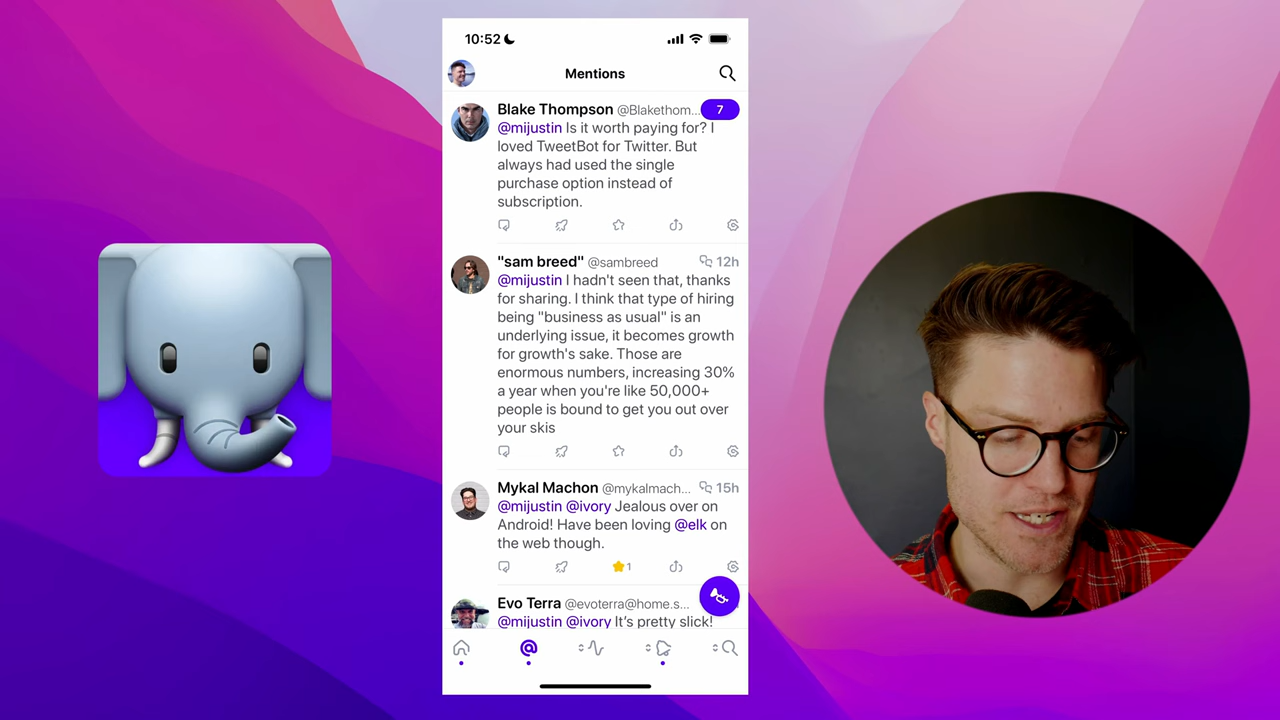 10:52
Mentions
Blake Thompson @Blakethom... 7
@mijustin Is it worth paying for? I
loved TweetBot for Twitter. But
always had used the single
purchase option instead of
subscription.
"sam breed" @sambreed 12h
@mijustin I hadn't seen that, thanks
for sharing. I think that type of hiring
being "business as usual" is an
underlying issue, it becomes growth
for growth's sake. Those are
enormous numbers, increasing 30%
a year when you're like 50,000+
people is bound to get you out over
your skis
Mykal Machon @mykalmach... 15h
@mijustin @ivory Jealous over on
Android! Have been loving @elk on
the web though.
1
Evo Terra @evoterra@home.s...
@mijustin @ivory It’s pretty slick!